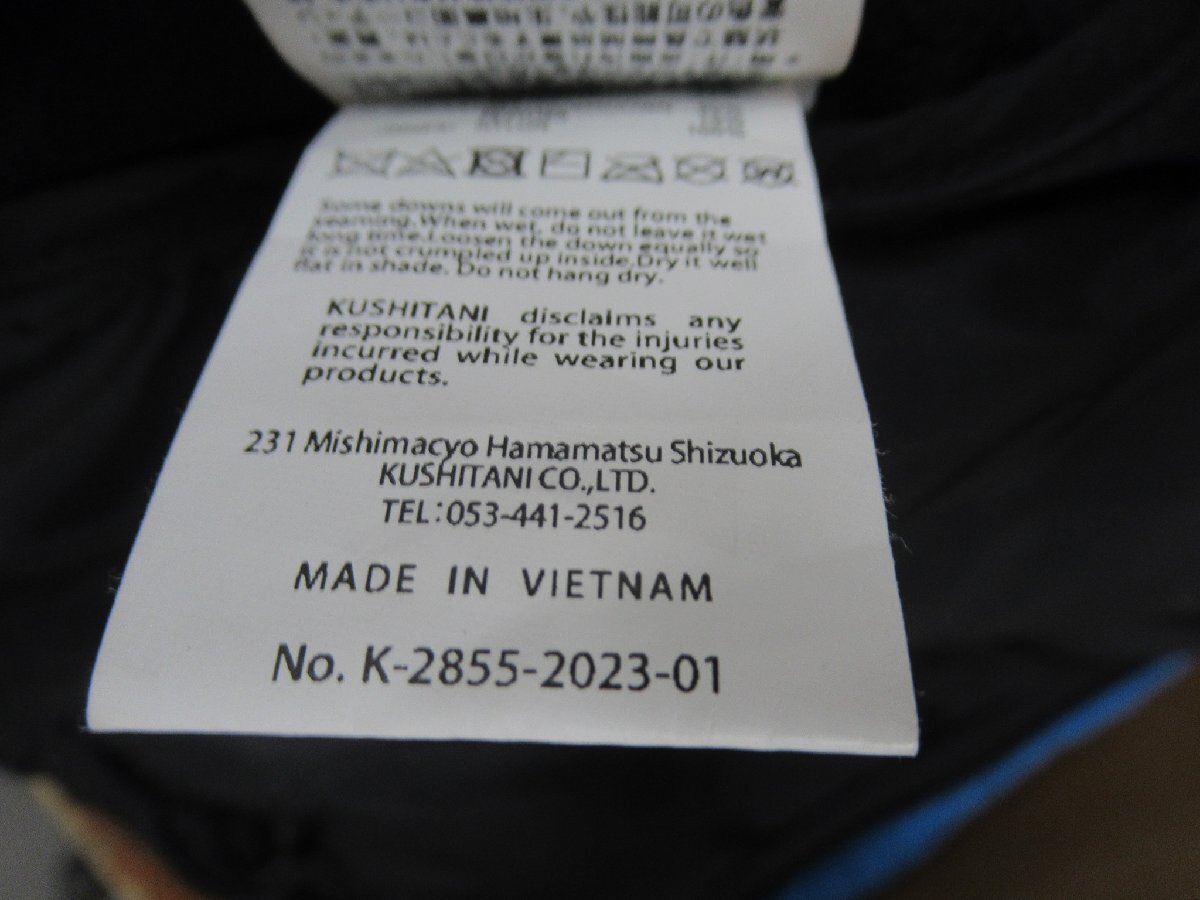 Some downs will come out from the
seaming.When wet, do not leave it wet
long time.Loosen the down equally so
it is not crumpled up inside.Dry it well
flat in shade. Do not hang dry.
KUSHITANI disclaims any
responsibility for the injuries
incurred while wearing our
products.
231 Mishimacyo Hamamatsu Shizuoka
KUSHITANI CO.,LTD.
TEL:053-441-2516
MADE IN VIETNAM
No. K-2855-2023-01